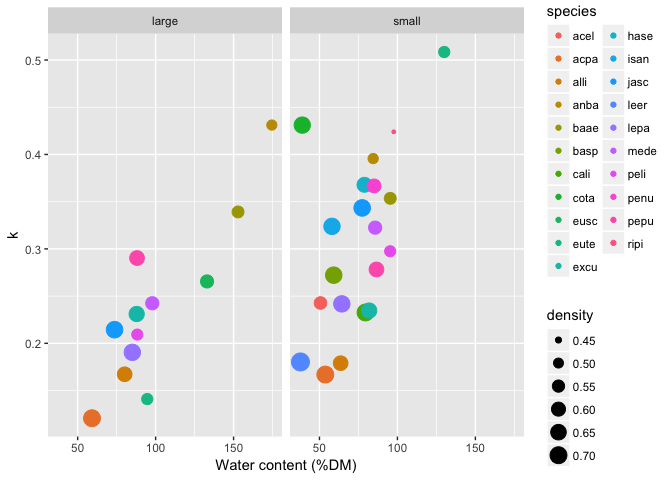 large small
0.5
0.4
0.3
0.2
k
50 100 150 50 100 150
Water content (%DM)
species
acel hase
acpa isan
alli jasc
anba leer
baae lepa
basp mede
cali peli
cota penu
eusc pepu
eute ripi
excu
density
0.45
0.50
0.55
0.60
0.65
0.70